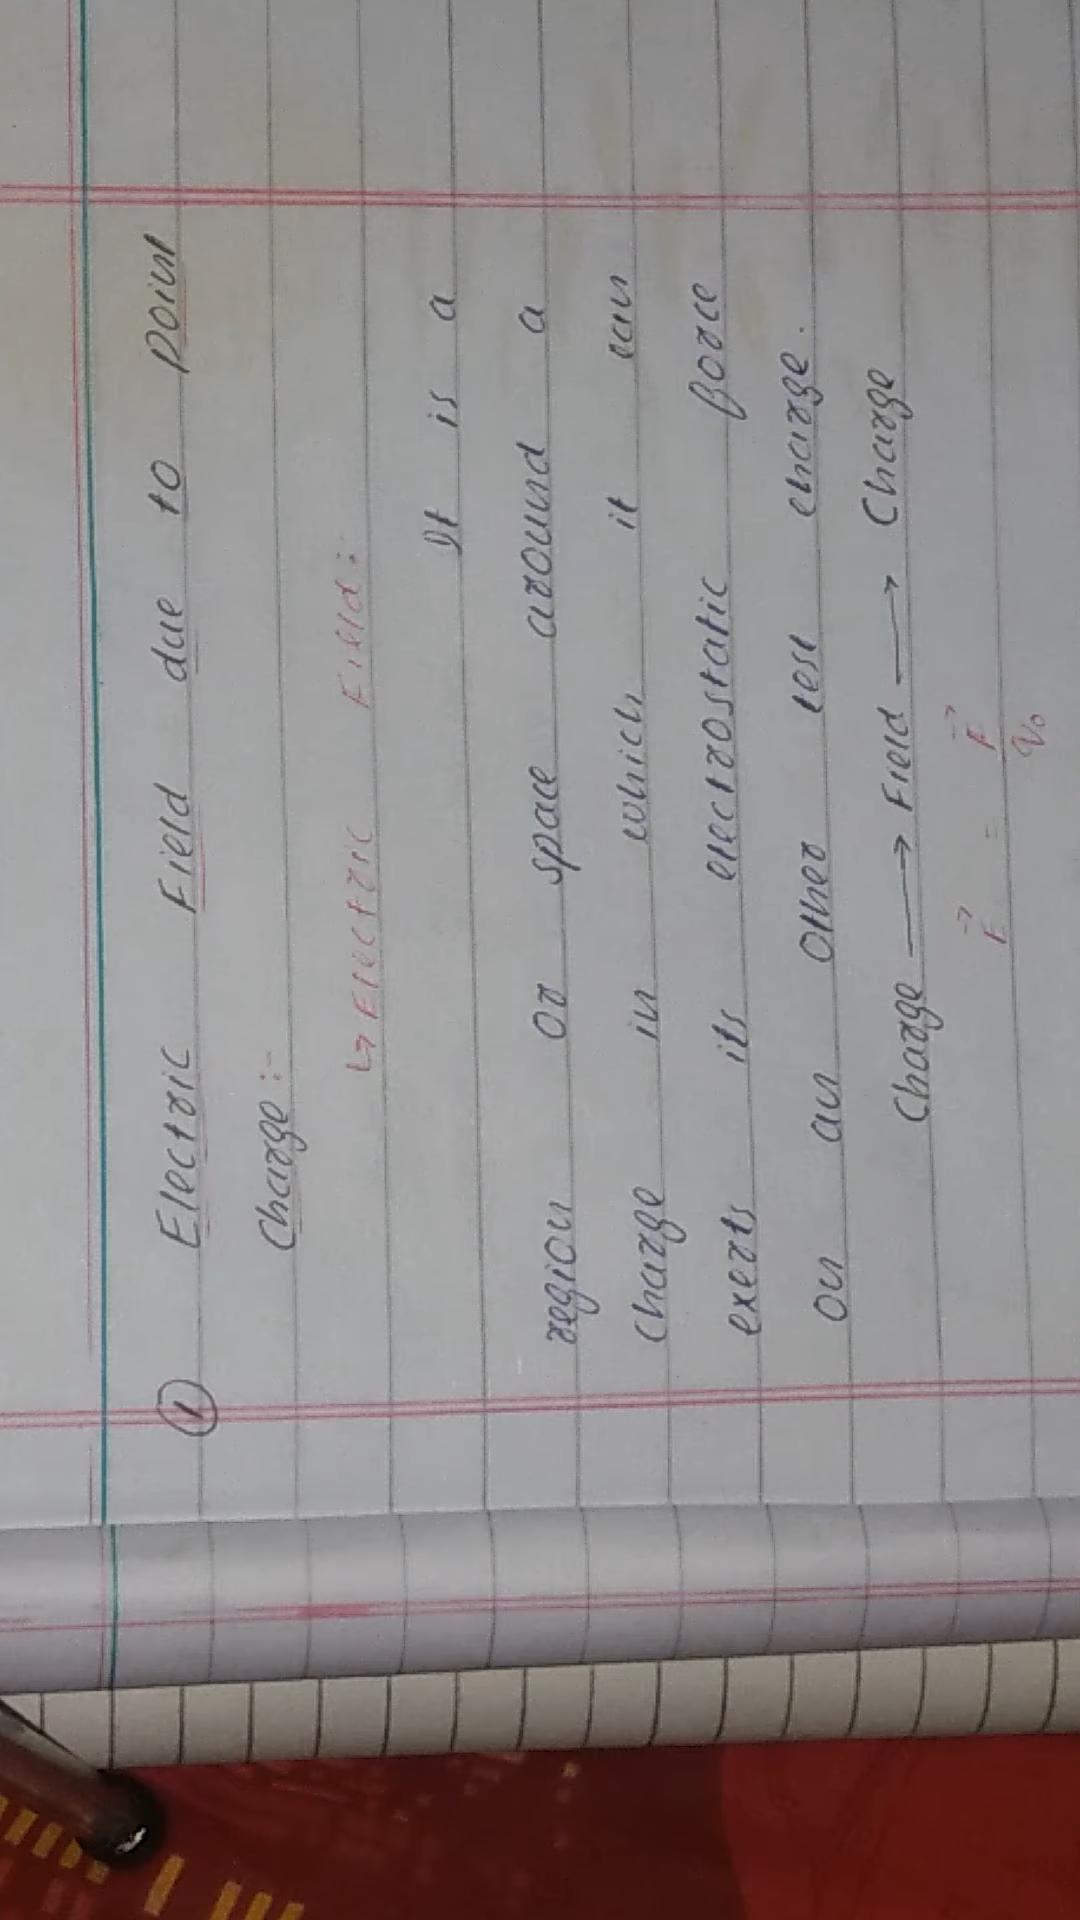 ① Electric Field due to point
Charge :-
↳ Electric Field :
It is a
region or space around a
charge in which it can
exerts its electrostatic force
on an other test charge.
Charge → Field → Charge
E⃗ = F⃗ / q₀